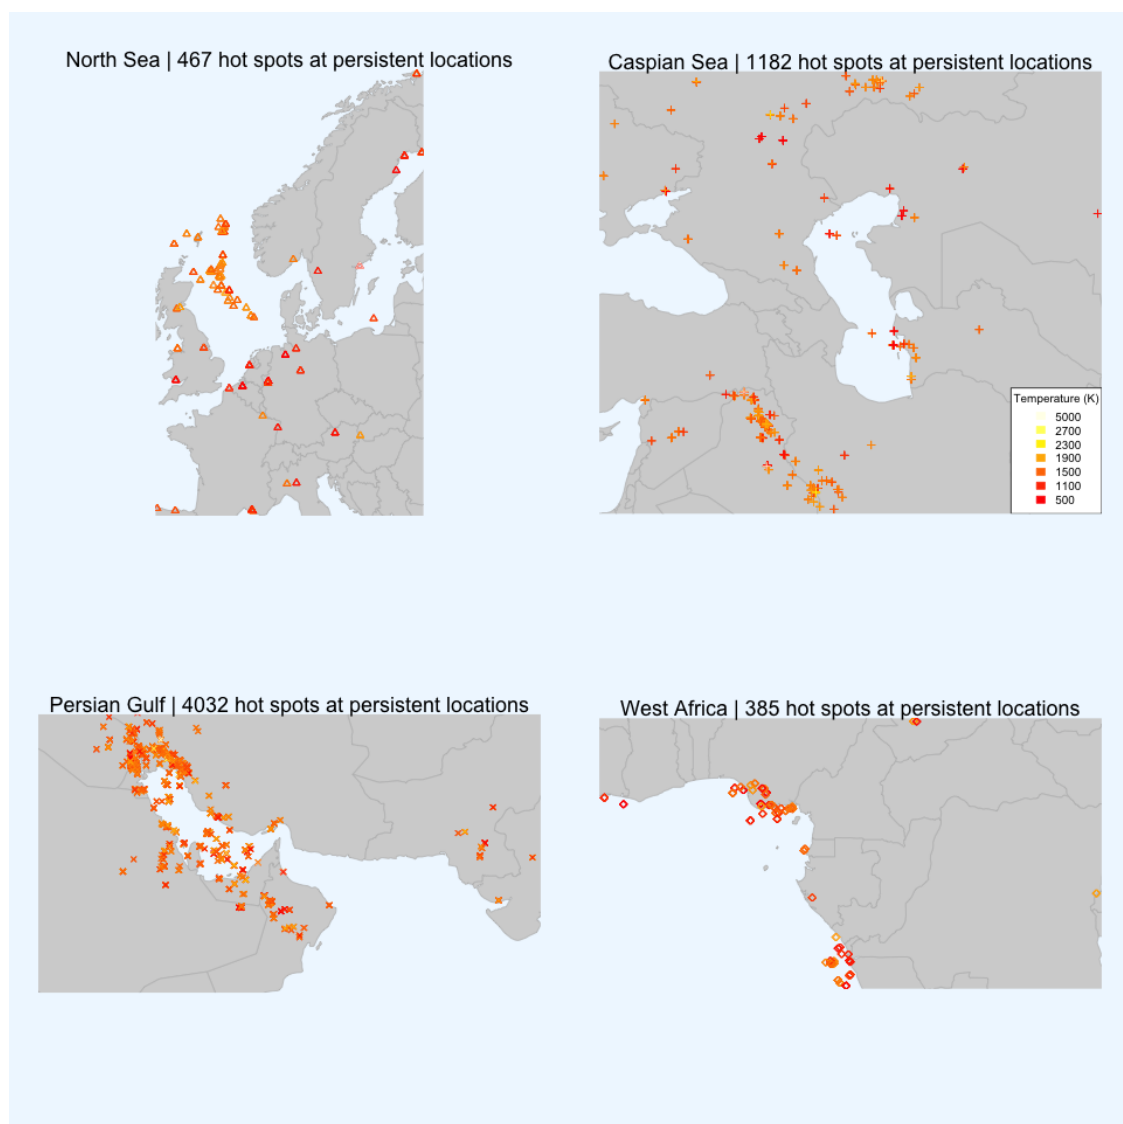 North Sea | 467 hot spots at persistent locations
Caspian Sea | 1182 hot spots at persistent locations
Temperature (K)
5000
2700
2300
1900
1500
1100
500
Persian Gulf | 4032 hot spots at persistent locations
West Africa | 385 hot spots at persistent locations